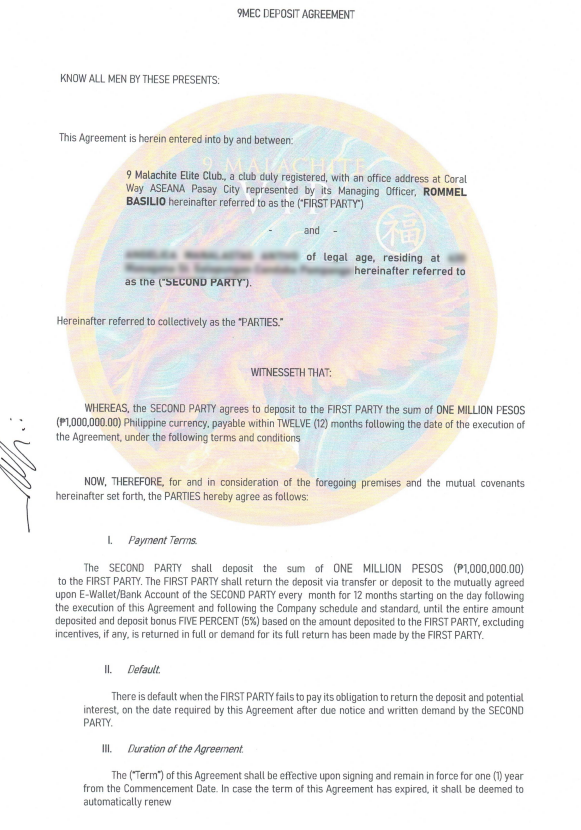 9MEC DEPOSIT AGREEMENT
KNOW ALL MEN BY THESE PRESENTS:
This Agreement is herein entered into by and between:
9 MALACHITE
VIP
福
9 Malachite Elite Club., a club duly registered, with an office address at Coral
Way ASEANA Pasay City represented by its Managing Officer, ROMMEL
BASILIO hereinafter referred to as the ("FIRST PARTY")
- and -
of legal age, residing at
hereinafter referred to
as the ("SECOND PARTY").
Hereinafter referred to collectively as the "PARTIES."
WITNESSETH THAT:
WHEREAS, the SECOND PARTY agrees to deposit to the FIRST PARTY the sum of ONE MILLION PESOS
(₱1,000,000.00) Philippine currency, payable within TWELVE (12) months following the date of the execution of
the Agreement, under the following terms and conditions
NOW, THEREFORE, for and in consideration of the foregoing premises and the mutual covenants
hereinafter set forth, the PARTIES hereby agree as follows:
I. Payment Terms.
The SECOND PARTY shall deposit the sum of ONE MILLION PESOS (₱1,000,000.00)
to the FIRST PARTY. The FIRST PARTY shall return the deposit via transfer or deposit to the mutually agreed
upon E-Wallet/Bank Account of the SECOND PARTY every month for 12 months starting on the day following
the execution of this Agreement and following the Company schedule and standard, until the entire amount
deposited and deposit bonus FIVE PERCENT (5%) based on the amount deposited to the FIRST PARTY, excluding
incentives, if any, is returned in full or demand for its full return has been made by the FIRST PARTY.
II. Default.
There is default when the FIRST PARTY fails to pay its obligation to return the deposit and potential
interest, on the date required by this Agreement after due notice and written demand by the SECOND
PARTY.
III. Duration of the Agreement.
The ("Term") of this Agreement shall be effective upon signing and remain in force for one (1) year
from the Commencement Date. In case the term of this Agreement has expired, it shall be deemed to
automatically renew